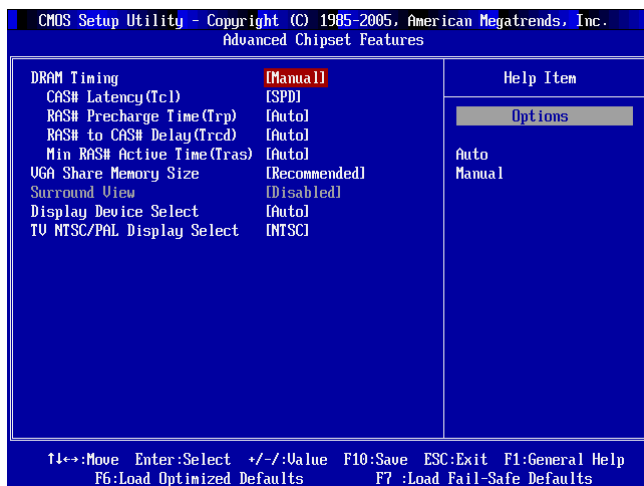 CMOS Setup Utility - Copyright (C) 1985-2005, American Megatrends, Inc.
Advanced Chipset Features
DRAM Timing [Manual]
CAS# Latency(Tcl) [SPD]
RAS# Precharge Time(Trp) [Auto]
RAS# to CAS# Delay(Trcd) [Auto]
Min RAS# Active Time(Tras) [Auto]
VGA Share Memory Size [Recommended]
Surround View [Disabled]
Display Device Select [Auto]
TV NTSC/PAL Display Select [NTSC]
Help Item
Options
Auto
Manual
↑↓↔:Move Enter:Select +/-/:Value F10:Save ESC:Exit F1:General Help
F6:Load Optimized Defaults F7 :Load Fail-Safe Defaults